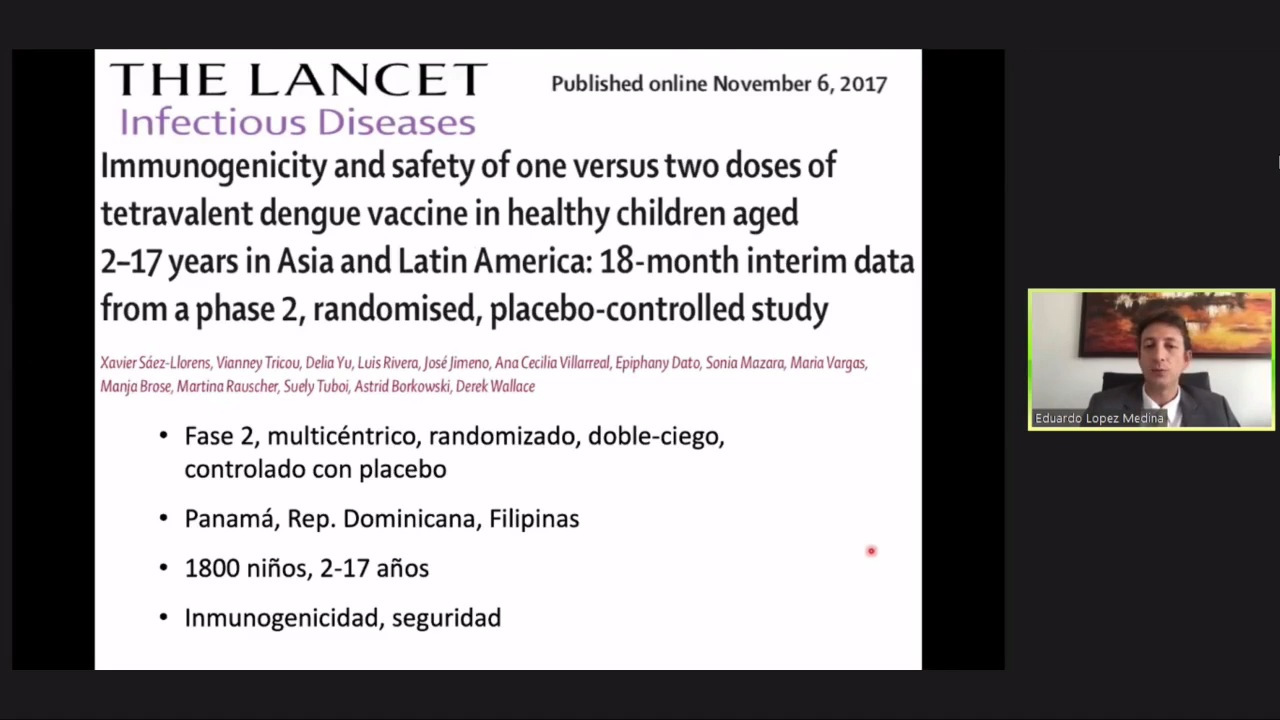 THE LANCET
Infectious Diseases
Published online November 6, 2017
Immunogenicity and safety of one versus two doses of
tetravalent dengue vaccine in healthy children aged
2–17 years in Asia and Latin America: 18-month interim data
from a phase 2, randomised, placebo-controlled study
Xavier Sáez-Llorens, Vianney Tricou, Delia Yu, Luis Rivera, José Jimeno, Ana Cecilia Villarreal, Epiphany Dato, Sonia Mazara, Maria Vargas,
Manja Brose, Martina Rauscher, Suely Tuboi, Astrid Borkowski, Derek Wallace
• Fase 2, multicéntrico, randomizado, doble-ciego,
controlado con placebo
• Panamá, Rep. Dominicana, Filipinas
• 1800 niños, 2-17 años
• Inmunogenicidad, seguridad
Eduardo Lopez Medina